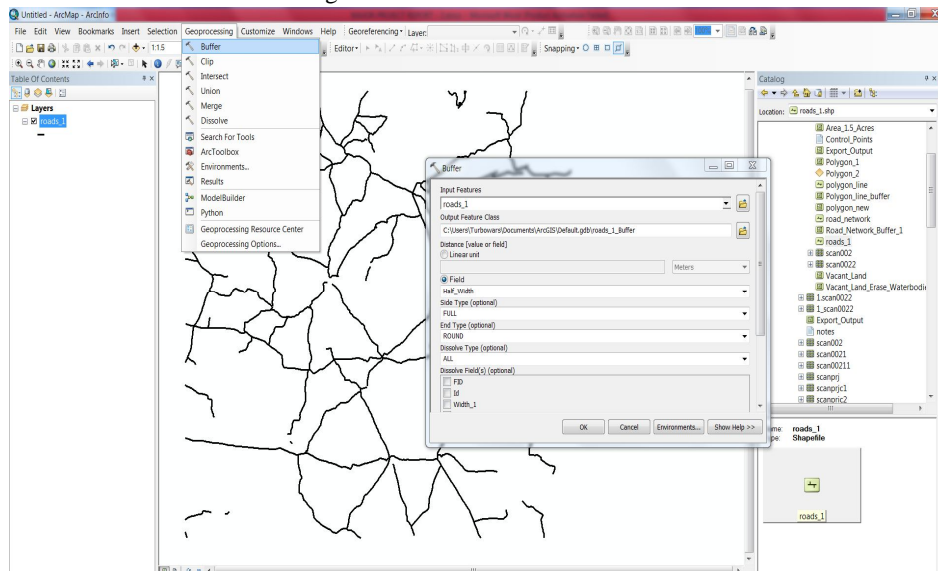 Untitled - ArcMap - ArcInfo
File Edit View Bookmarks Insert Selection Geoprocessing Customize Windows Help Georeferencing Layer:
1:15 Editor Snapping
Buffer
Clip
Intersect
Union
Merge
Dissolve
Search For Tools
ArcToolbox
Environments...
Results
ModelBuilder
Python
Geoprocessing Resource Center
Geoprocessing Options...
Table Of Contents
Layers
roads_1
Buffer
Input Features
roads_1
Output Feature Class
C:\Users\Turbowars\Documents\ArcGIS\Default.gdb\roads_1_Buffer
Distance [value or field]
Linear unit
Meters
Field
Half_Width
Side Type (optional)
FULL
End Type (optional)
ROUND
Dissolve Type (optional)
ALL
Dissolve Field(s) (optional)
FID
Id
Width_1
OK Cancel Environments... Show Help >>
Catalog
Location: roads_1.shp
Area_1.5_Acres
Control_Points
Export_Output
Polygon_1
Polygon_2
polygon_line
Polygon_line_buffer
polygon_new
road_network
Road_Network_Buffer_1
roads_1
scan002
scan0022
Vacant_Land
Vacant_Land_Erase_Waterbodi
1.scan0022
1_scan0022
Export_Output
notes
scan002
scan0021
scan00211
scanprj
scanprjc1
scanprjc2
roads_1
Shapefile
roads_1